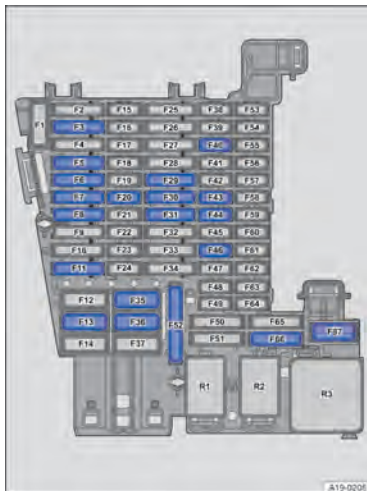 F2 F15 F25 F38 F53
F1
F3 F16 F26 F39 F54
F4 F17 F27 F40 F55
F5 F18 F28 F41 F56
F6 F19 F29 F42 F57
F7 F20 F30 F43 F58
F8 F21 F31 F44 F59
F9 F22 F32 F45 F60
F10 F23 F33 F46 F61
F11 F24 F34 F47 F62
F12 F35 F48 F63
F49 F64
F13 F36 F52 F50 F65
F14 F37 F51 F66 F67
R1 R2 R3
A19-0205